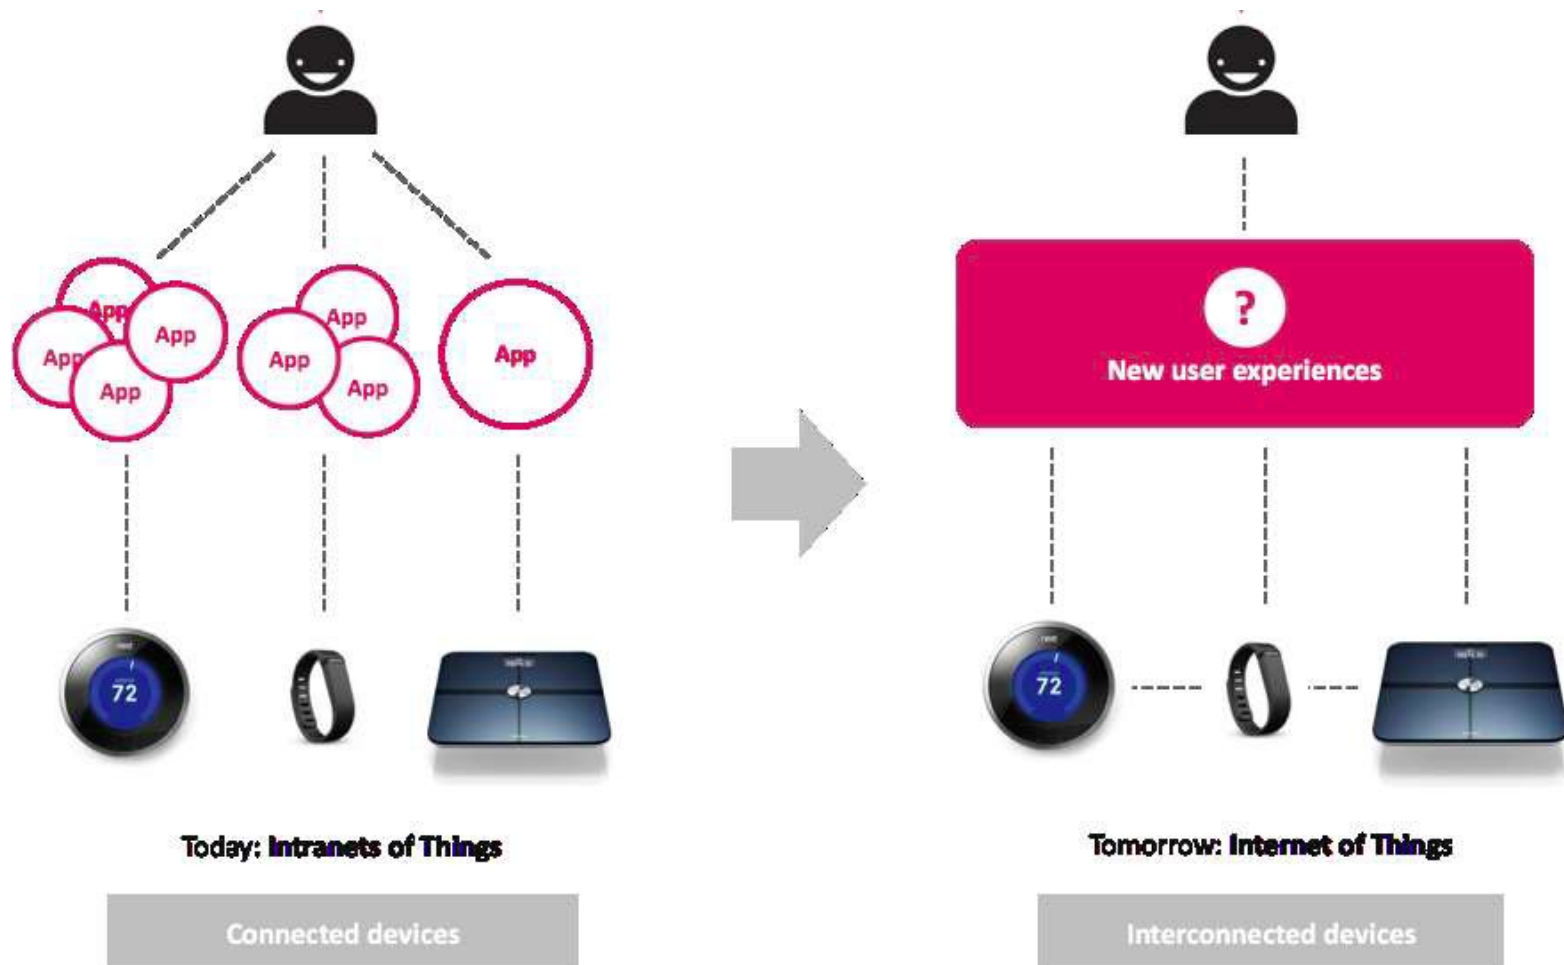 App
App
App
App
App
App
App
App
72
Today: Intranets of Things
Connected devices
?
New user experiences
nest
72
Tomorrow: Internet of Things
Interconnected devices